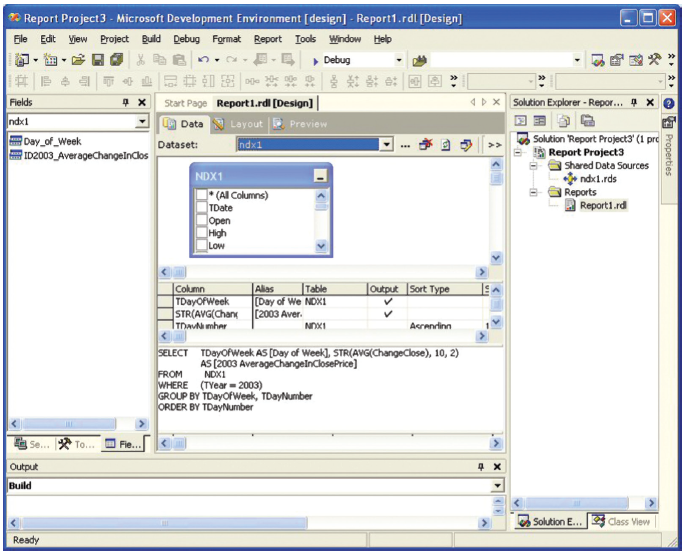 Report Project3 - Microsoft Development Environment [design] - Report1.rdl [Design]
File Edit View Project Build Debug Format Report Tools Window Help
Debug
Fields
ndx1
Day_of_Week
ID2003_AverageChangeInClos
Se... To... Fie...
Start Page Report1.rdl [Design]
Data Layout Preview
Dataset: ndx1 ... >>
NDX1
* (All Columns)
TDate
Open
High
Low
Column Alias Table Output Sort Type S
TDayOfWeek [Day of We NDX1
STR(AVG(Chang [2003 Aver.
TDayNumber NDX1 Ascending 1
SELECT TDayOfWeek AS [Day of Week], STR(AVG(ChangeClose), 10, 2)
AS [2003 AverageChangeInClosePrice]
FROM NDX1
WHERE (TYear = 2003)
GROUP BY TDayOfWeek, TDayNumber
ORDER BY TDayNumber
Solution Explorer - Repor...
Solution 'Report Project3' (1 pro
Report Project3
Shared Data Sources
ndx1.rds
Reports
Report1.rdl
Solution E... Class View
Properties
Output
Build
Ready